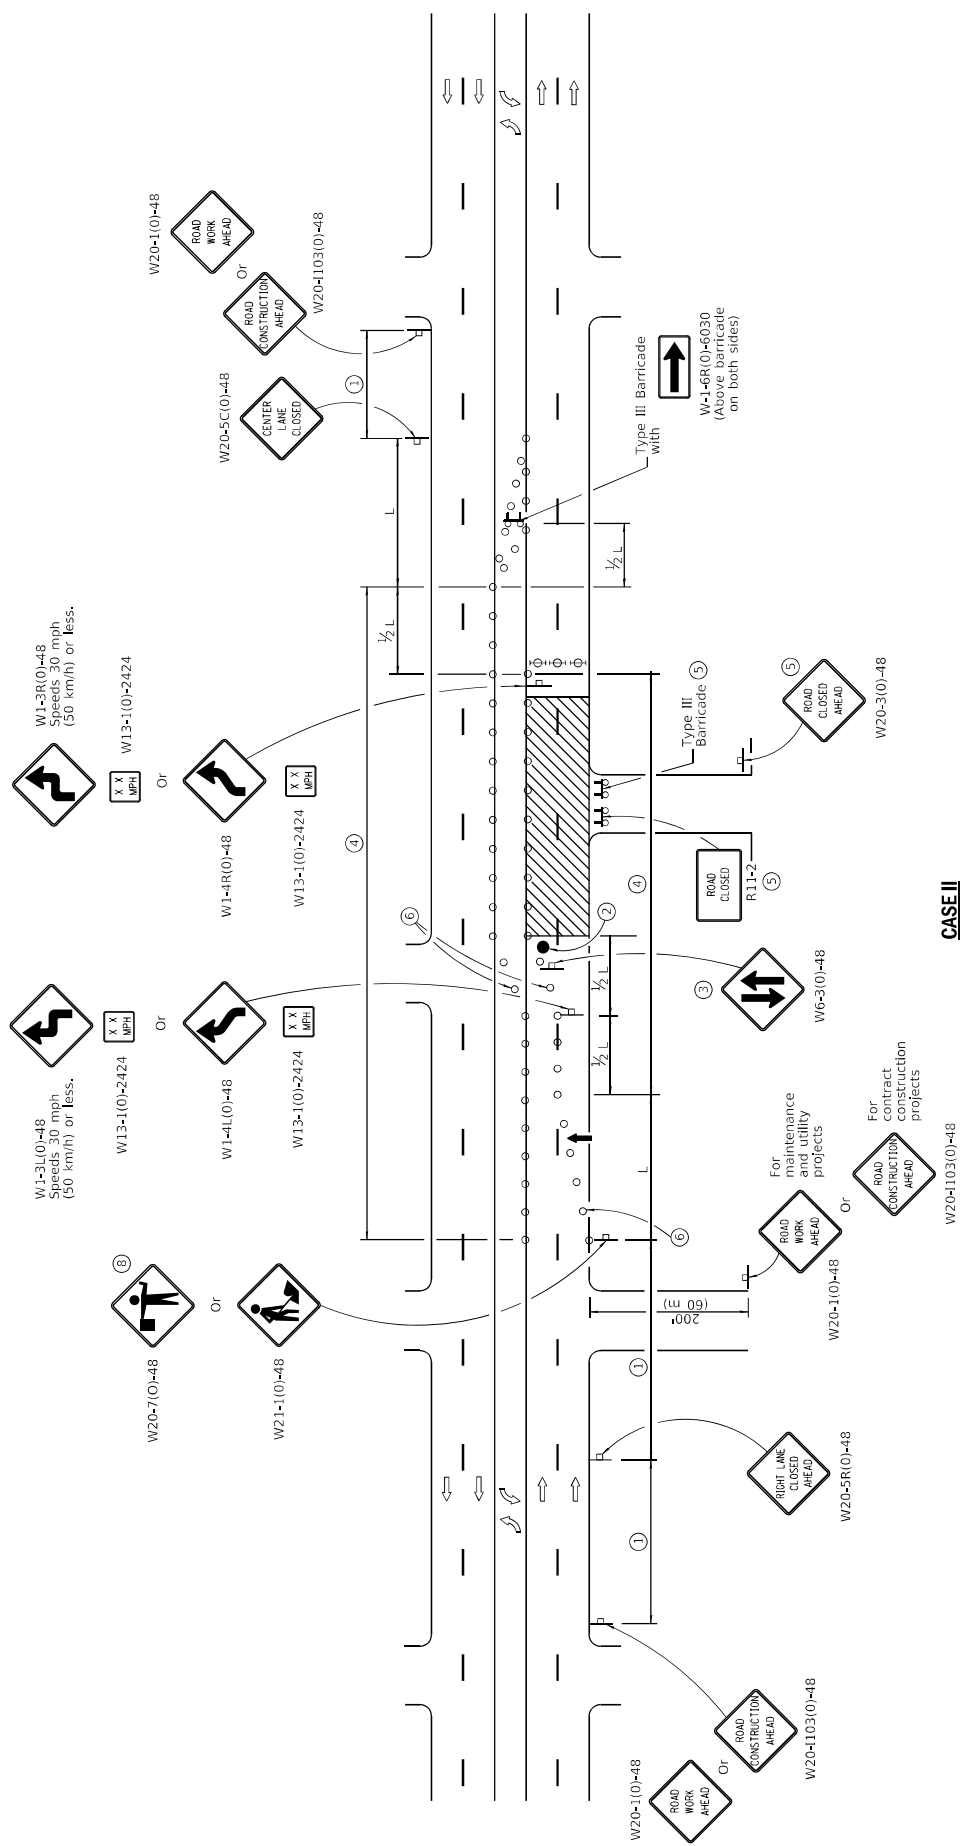 W20-1(0)-48
ROAD
WORK
AHEAD
Or
ROAD
CONSTRUCTION
AHEAD
W20-I103(0)-48
W20-5C(0)-48
CENTER
LANE
CLOSED
1
L
½ L
½ L
Type III Barricade
with
W-1-6R(0)-6030
(Above barricade
on both sides)
W1-3R(0)-48
Speeds 30 mph
(50 km/h) or less.
W13-1(0)-2424
X X
MPH
Or
W1-4R(0)-48
X X
MPH
W13-1(0)-2424
4
Type III
Barricade
5
5
ROAD
CLOSED
AHEAD
W20-3(0)-48
ROAD
CLOSED
R11-2
5
4
6
2
W1-3L(0)-48
Speeds 30 mph
(50 km/h) or less.
W13-1(0)-2424
X X
MPH
Or
W1-4L(0)-48
X X
MPH
W13-1(0)-2424
3
W6-3(0)-48
½ L
½ L
L
6
8
W20-7(O)-48
Or
W21-1(0)-48
For
maintenance
and utility
projects
ROAD
WORK
AHEAD
W20-1(0)-48
Or
For
contract
construction
projects
ROAD
CONSTRUCTION
AHEAD
W20-I103(0)-48
200'
(60 m)
1
RIGHT LANE
CLOSED
AHEAD
W20-5R(0)-48
1
W20-1(0)-48
ROAD
WORK
AHEAD
Or
ROAD
CONSTRUCTION
AHEAD
W20-I103(0)-48
CASE II